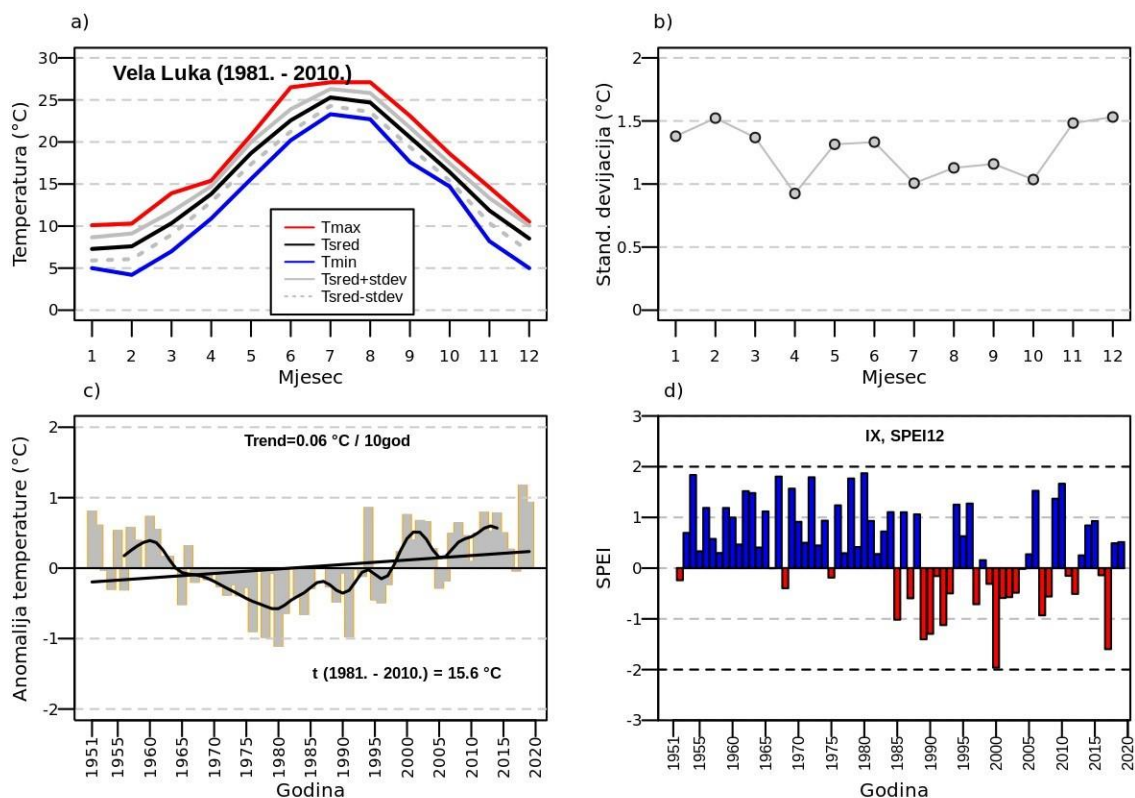 a)
Vela Luka (1981. - 2010.)
Temperatura (°C)
30
25
20
15
10
5
0
Tmax
Tsred
Tmin
Tsred+stdev
Tsred-stdev
1 2 3 4 5 6 7 8 9 10 11 12
Mjesec
b)
Stand. devijacija (°C)
2
1.5
1
0.5
0
1 2 3 4 5 6 7 8 9 10 11 12
Mjesec
c)
Trend=0.06 °C / 10god
Anomalija temperature (°C)
2
1
0
-1
-2
t (1981. - 2010.) = 15.6 °C
1951 1955 1960 1965 1970 1975 1980 1985 1990 1995 2000 2005 2010 2015 2020
Godina
d)
IX, SPEI12
SPEI
3
2
1
0
-1
-2
-3
1951 1955 1960 1965 1970 1975 1980 1985 1990 1995 2000 2005 2010 2015 2020
Godina